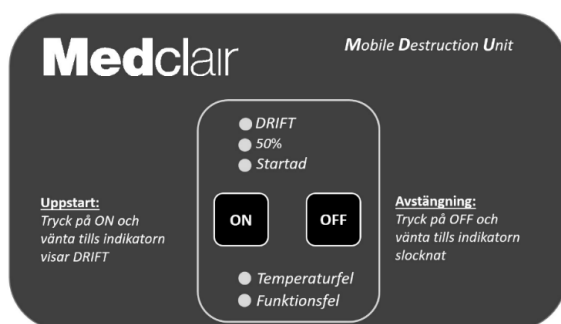 Medclair
Mobile Destruction Unit
DRIFT
50%
Startad
Uppstart:
Tryck på ON och
vänta tills indikatorn
visar DRIFT
ON
OFF
Avstängning:
Tryck på OFF och
vänta tills indikatorn
slocknat
Temperaturfel
Funktionsfel